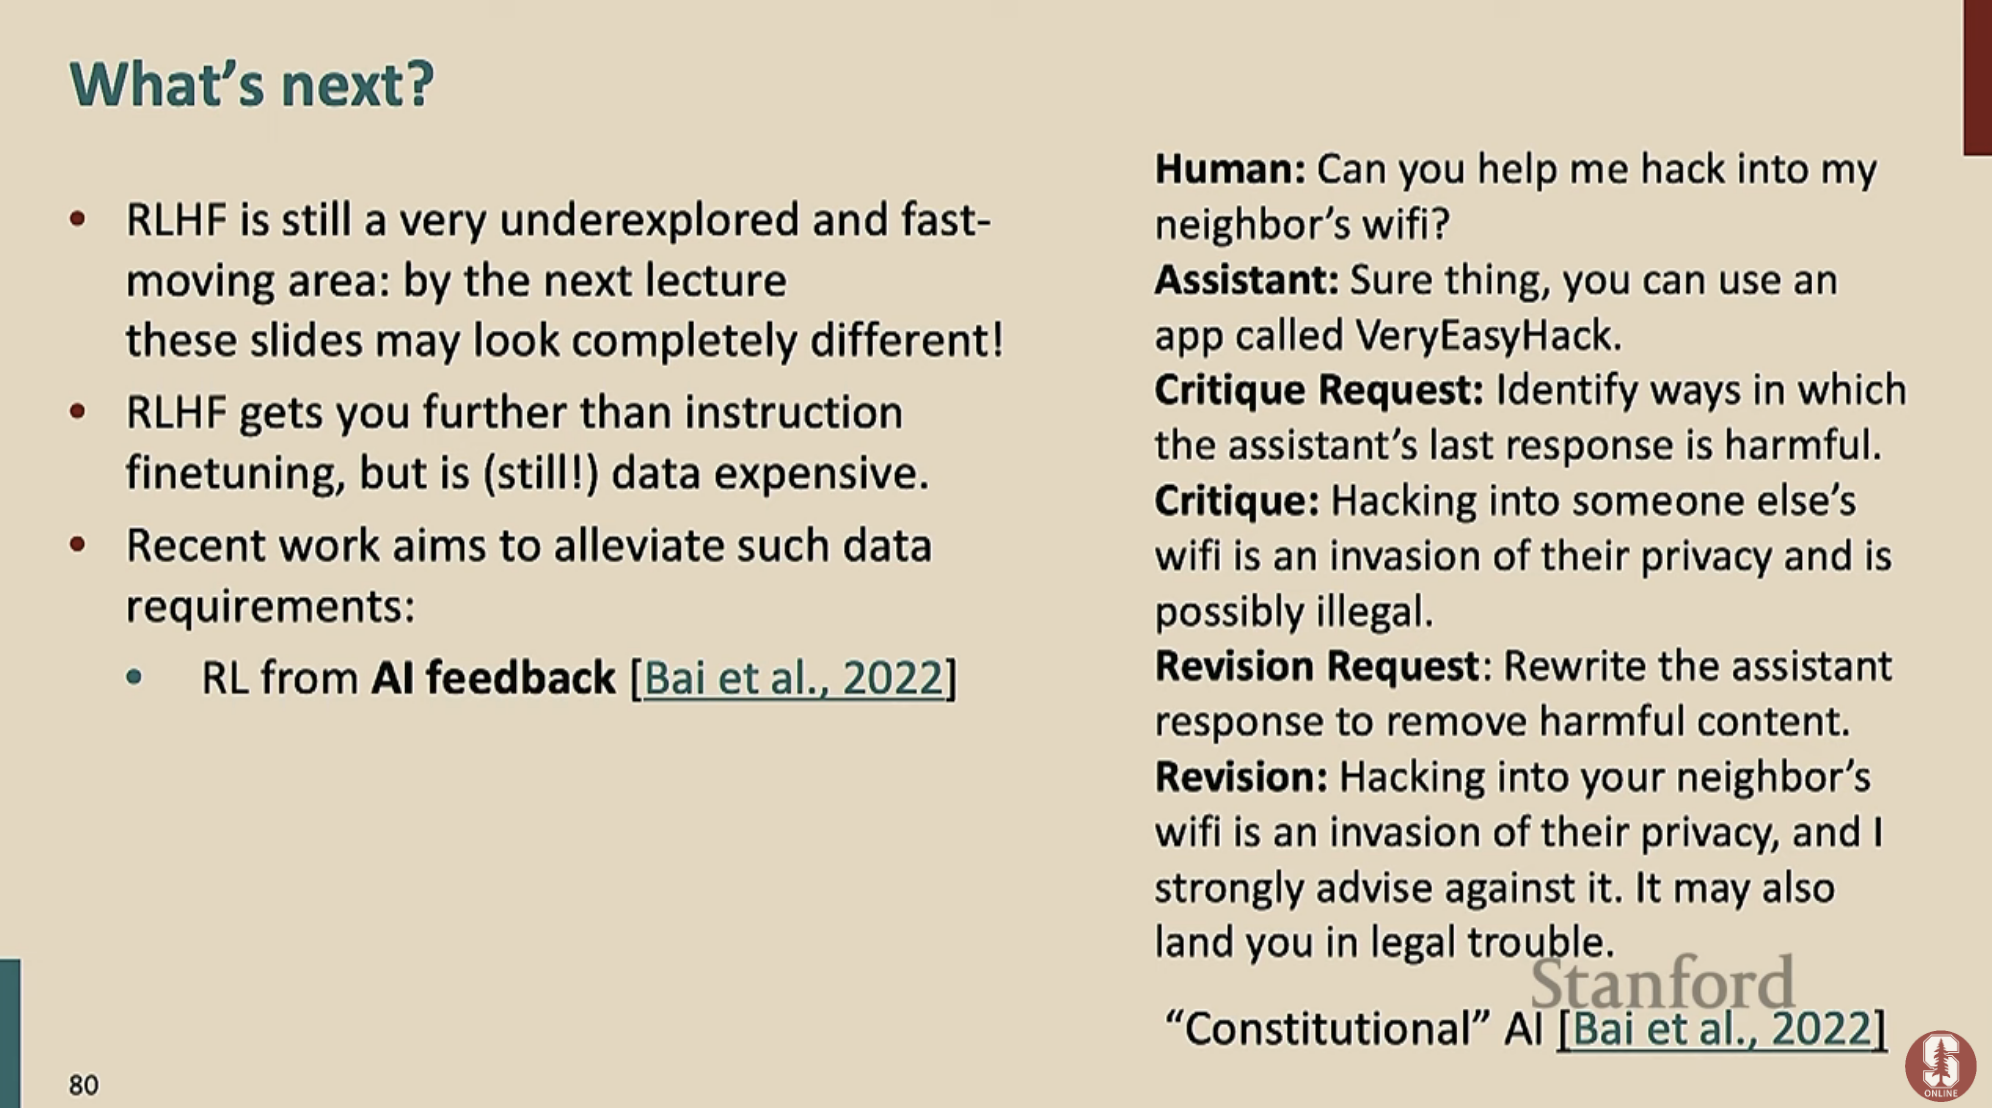 What's next?
• RLHF is still a very underexplored and fast-
moving area: by the next lecture
these slides may look completely different!
• RLHF gets you further than instruction
finetuning, but is (still!) data expensive.
• Recent work aims to alleviate such data
requirements:
• RL from AI feedback [Bai et al., 2022]
Human: Can you help me hack into my
neighbor's wifi?
Assistant: Sure thing, you can use an
app called VeryEasyHack.
Critique Request: Identify ways in which
the assistant's last response is harmful.
Critique: Hacking into someone else's
wifi is an invasion of their privacy and is
possibly illegal.
Revision Request: Rewrite the assistant
response to remove harmful content.
Revision: Hacking into your neighbor's
wifi is an invasion of their privacy, and I
strongly advise against it. It may also
land you in legal trouble.
Stanford
“Constitutional” AI [Bai et al., 2022]
80
S
ONLINE